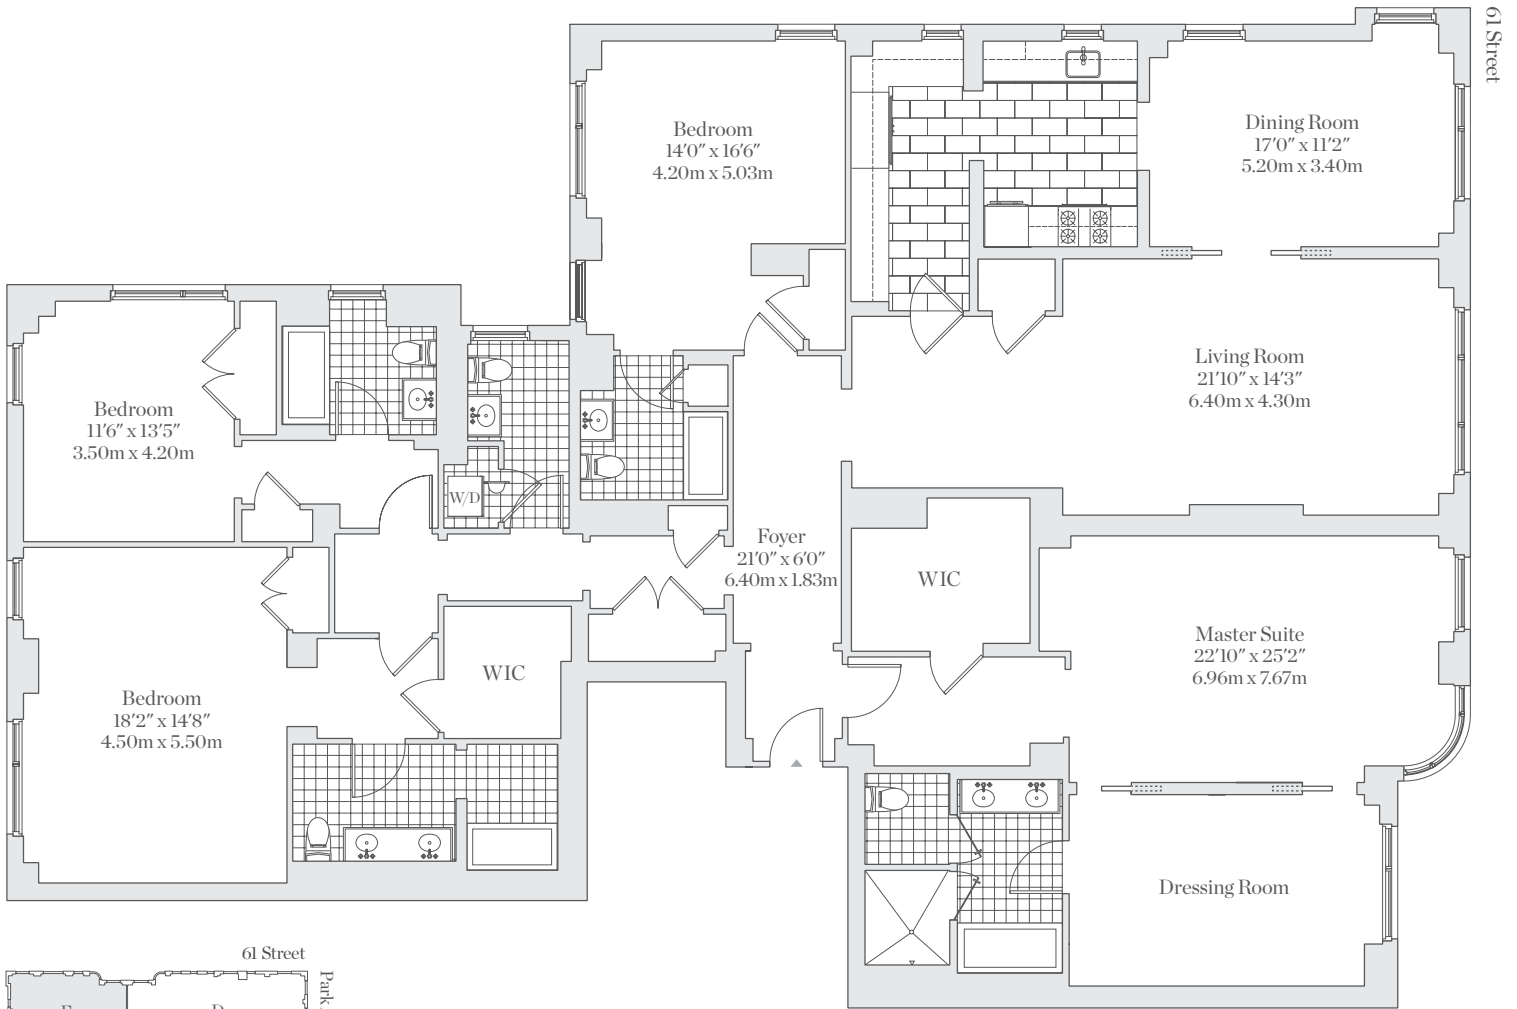 61 Street
Bedroom
14'0" x 16'6"
4.20m x 5.03m
Dining Room
17'0" x 11'2"
5.20m x 3.40m
Living Room
21'10" x 14'3"
6.40m x 4.30m
Bedroom
11'6" x 13'5"
3.50m x 4.20m
W/D
Foyer
21'0" x 6'0"
6.40m x 1.83m
WIC
Master Suite
22'10" x 25'2"
6.96m x 7.67m
WIC
Bedroom
18'2" x 14'8"
4.50m x 5.50m
Dressing Room
61 Street
Park